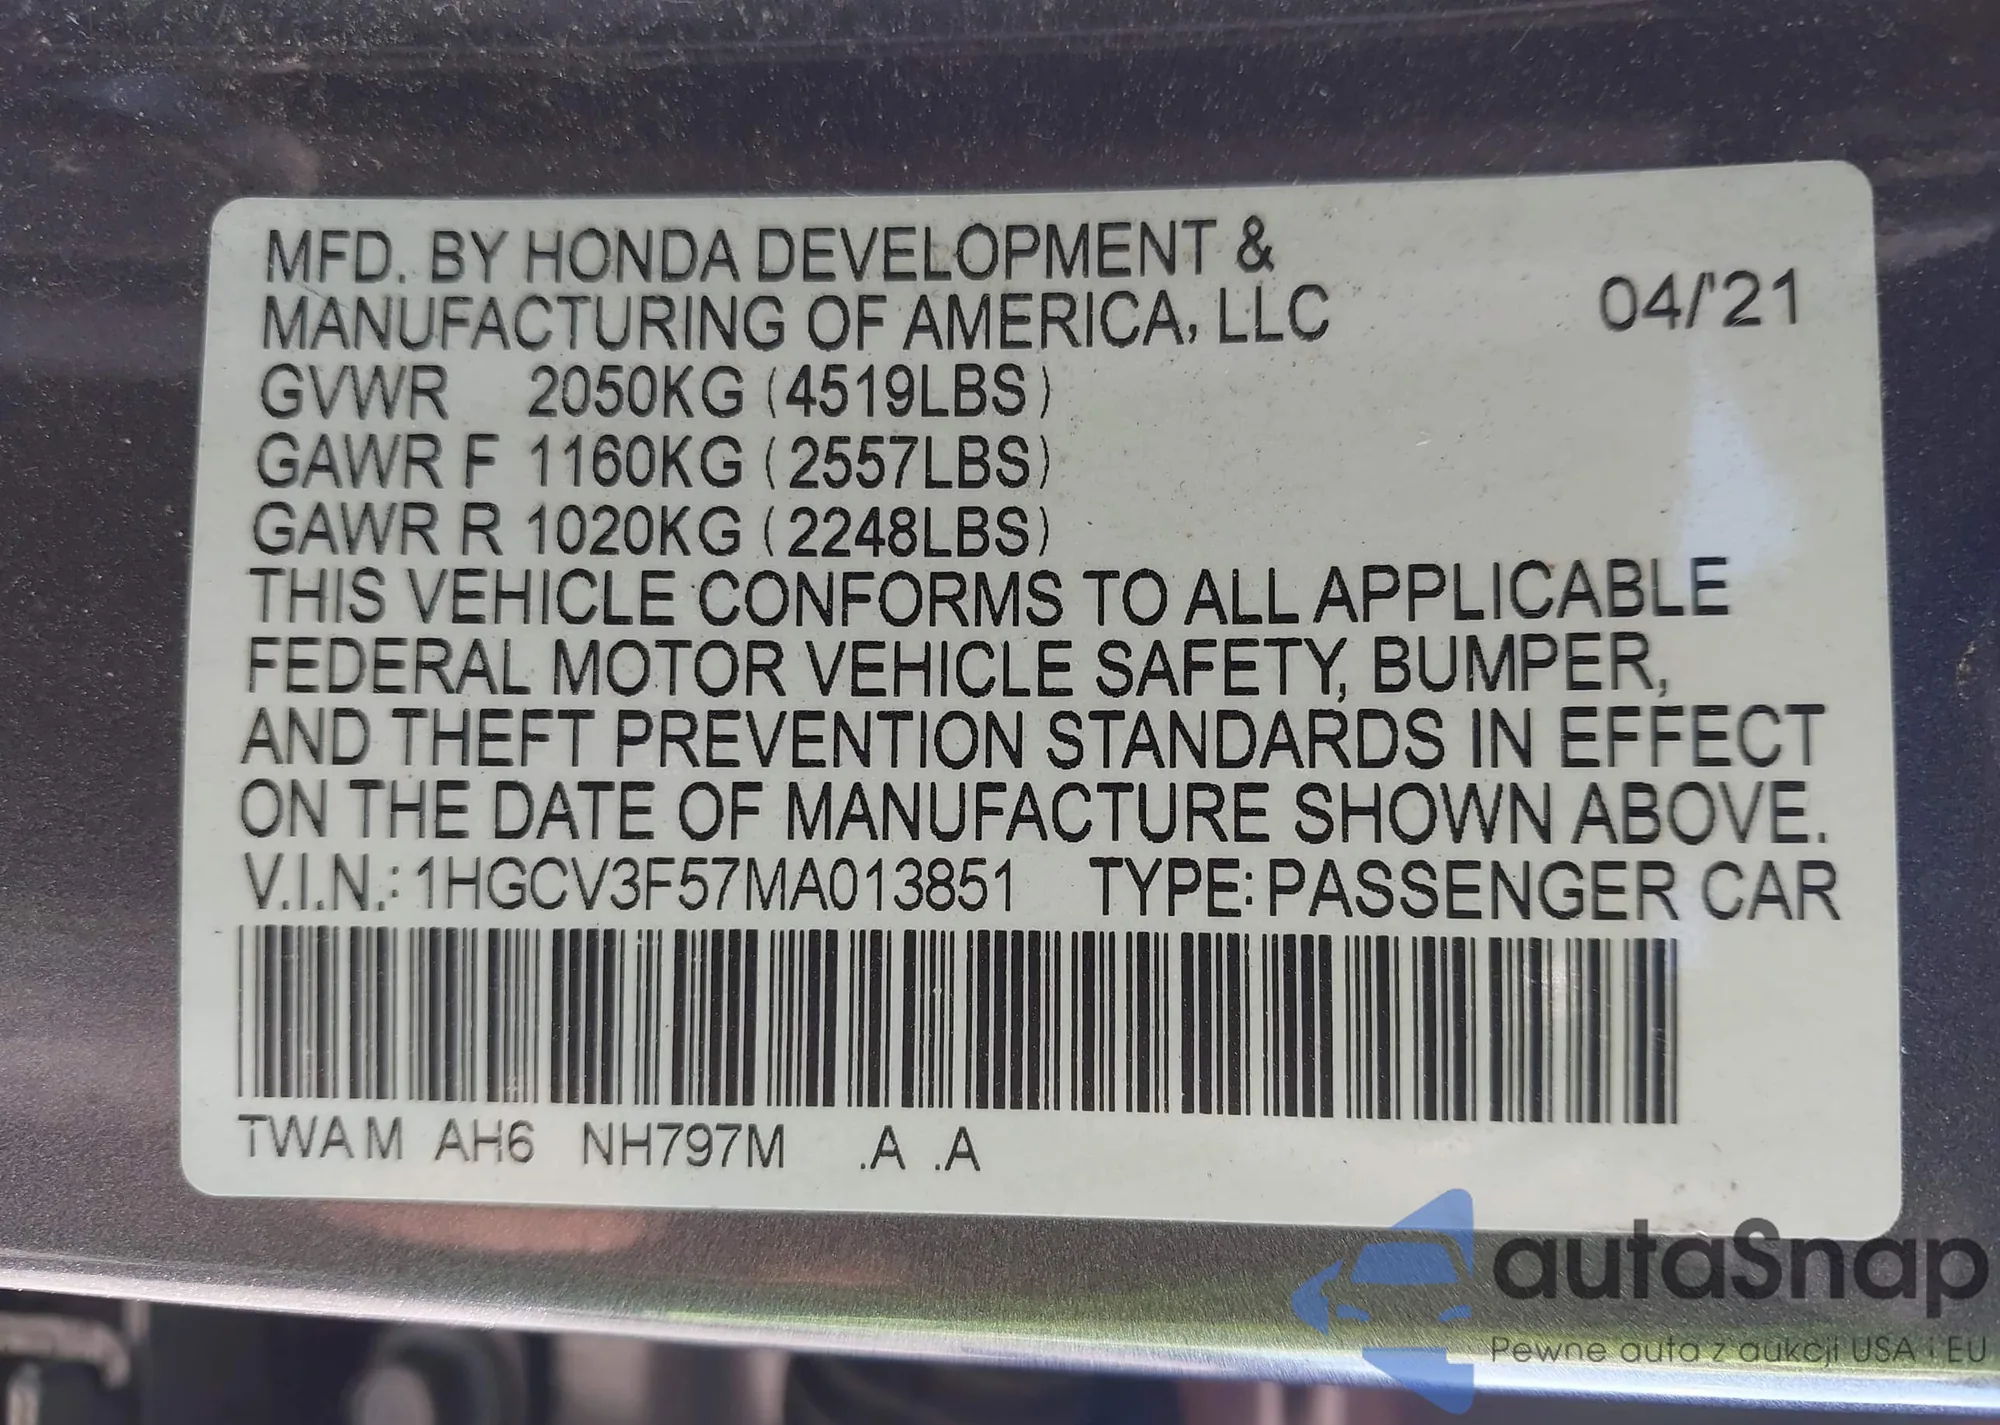 MFD. BY HONDA DEVELOPMENT &
MANUFACTURING OF AMERICA, LLC
04/'21
GVWR 2050KG (4519LBS)
GAWR F 1160KG (2557LBS)
GAWR R 1020KG (2248LBS)
THIS VEHICLE CONFORMS TO ALL APPLICABLE
FEDERAL MOTOR VEHICLE SAFETY, BUMPER,
AND THEFT PREVENTION STANDARDS IN EFFECT
ON THE DATE OF MANUFACTURE SHOWN ABOVE.
V.I.N.: 1HGCV3F57MA013851 TYPE: PASSENGER CAR
TWAM AH6 NH797M .A .A
autaSnap
Pewne auta z aukcji USA i EU